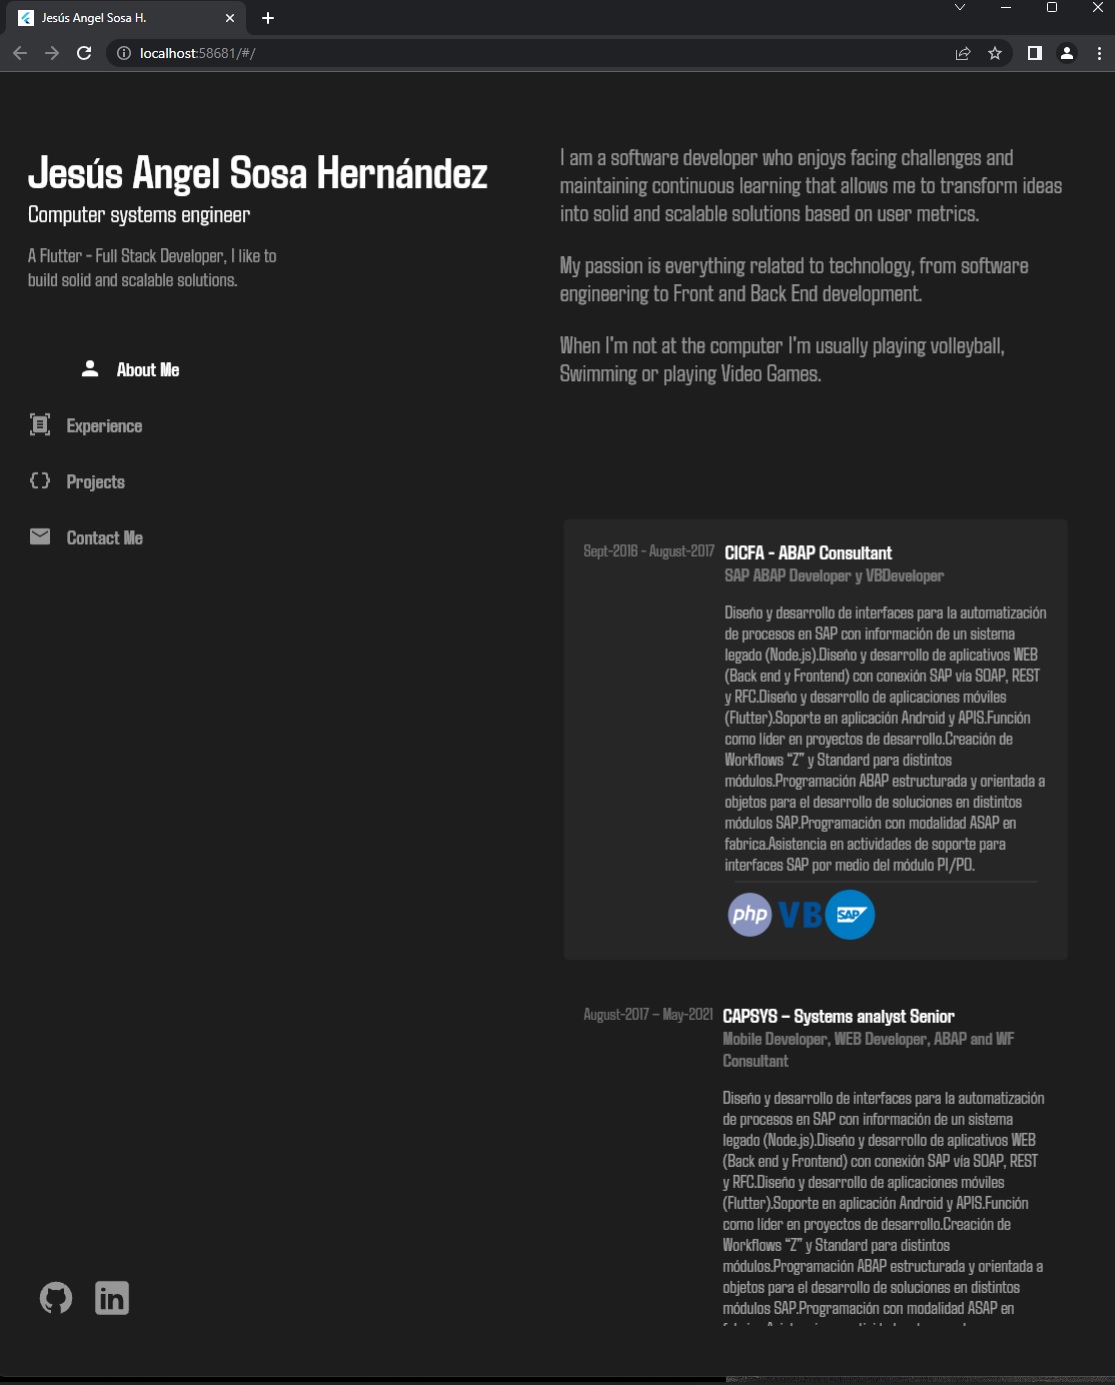 Jesús Angel Sosa H.
localhost:58681/#/
Jesús Angel Sosa Hernández
Computer systems engineer
A Flutter - Full Stack Developer, I like to
build solid and scalable solutions.
About Me
Experience
Projects
Contact Me
I am a software developer who enjoys facing challenges and
maintaining continuous learning that allows me to transform ideas
into solid and scalable solutions based on user metrics.
My passion is everything related to technology, from software
engineering to Front and Back End development.
When I'm not at the computer I'm usually playing volleyball,
Swimming or playing Video Games.
Sept-2016 - August-2017
CICFA - ABAP Consultant
SAP ABAP Developer y VBDeveloper
Diseño y desarrollo de interfaces para la automatización
de procesos en SAP con información de un sistema
legado (Node.js).Diseño y desarrollo de aplicativos WEB
(Back end y Frontend) con conexión SAP vía SOAP, REST
y RFC.Diseño y desarrollo de aplicaciones móviles
(Flutter).Soporte en aplicación Android y APIS.Función
como líder en proyectos de desarrollo.Creación de
Workflows “Z” y Standard para distintos
módulos.Programación ABAP estructurada y orientada a
objetos para el desarrollo de soluciones en distintos
módulos SAP.Programación con modalidad ASAP en
fabrica.Asistencia en actividades de soporte para
interfaces SAP por medio del módulo PI/PO.
php VB SAP
August-2017 – May-2021
CAPSYS – Systems analyst Senior
Mobile Developer, WEB Developer, ABAP and WF
Consultant
Diseño y desarrollo de interfaces para la automatización
de procesos en SAP con información de un sistema
legado (Node.js).Diseño y desarrollo de aplicativos WEB
(Back end y Frontend) con conexión SAP vía SOAP, REST
y RFC.Diseño y desarrollo de aplicaciones móviles
(Flutter).Soporte en aplicación Android y APIS.Función
como líder en proyectos de desarrollo.Creación de
Workflows “Z” y Standard para distintos
módulos.Programación ABAP estructurada y orientada a
objetos para el desarrollo de soluciones en distintos
módulos SAP.Programación con modalidad ASAP en
in